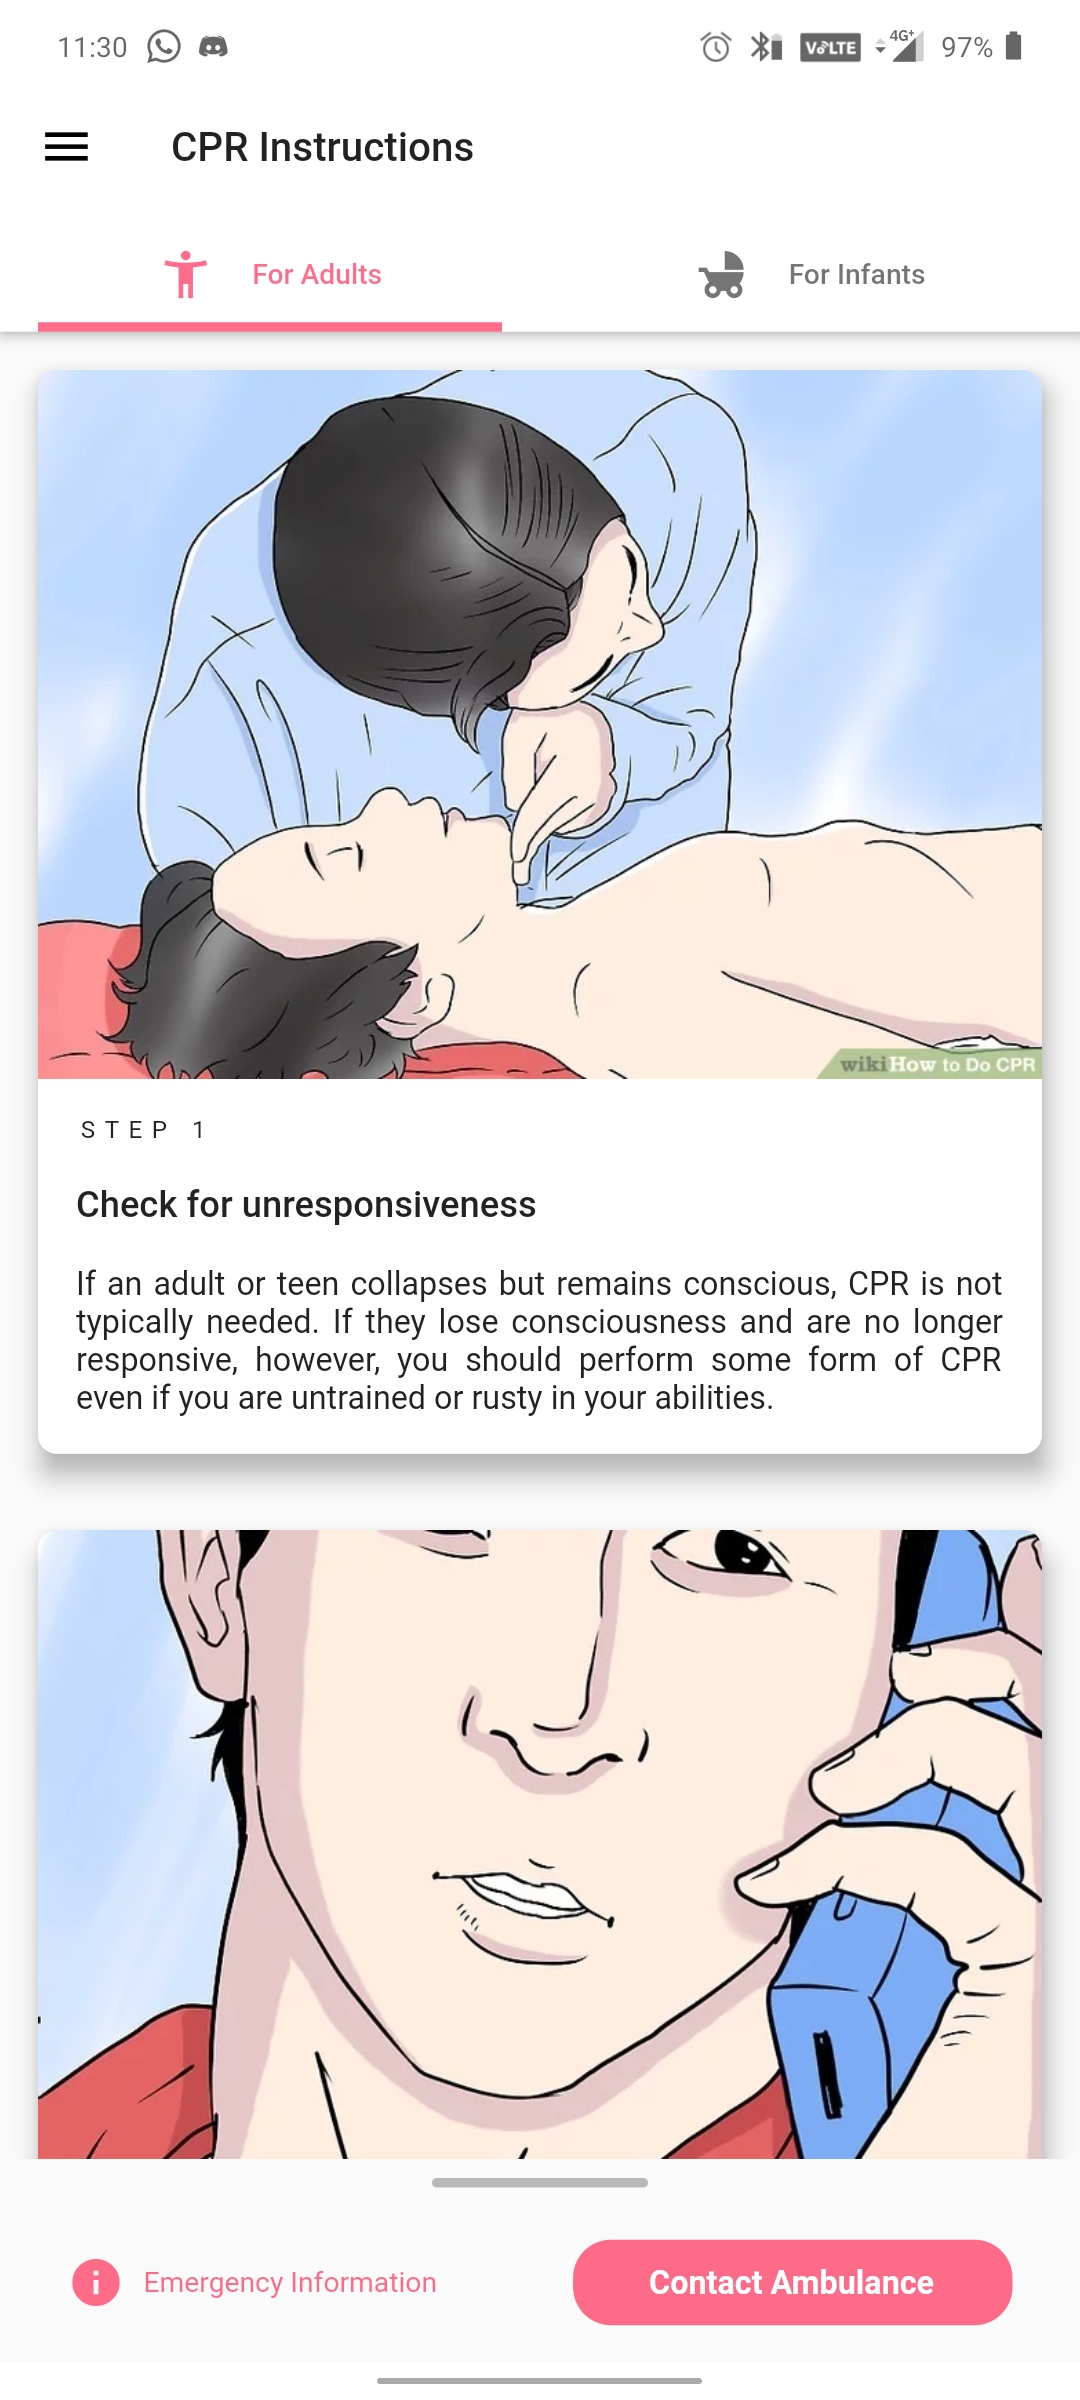 11:30
VoLTE
4G+
97%
CPR Instructions
For Adults
For Infants
wikiHow to Do CPR
STEP 1
Check for unresponsiveness
If an adult or teen collapses but remains conscious, CPR is not
typically needed. If they lose consciousness and are no longer
responsive, however, you should perform some form of CPR
even if you are untrained or rusty in your abilities.
Emergency Information
Contact Ambulance